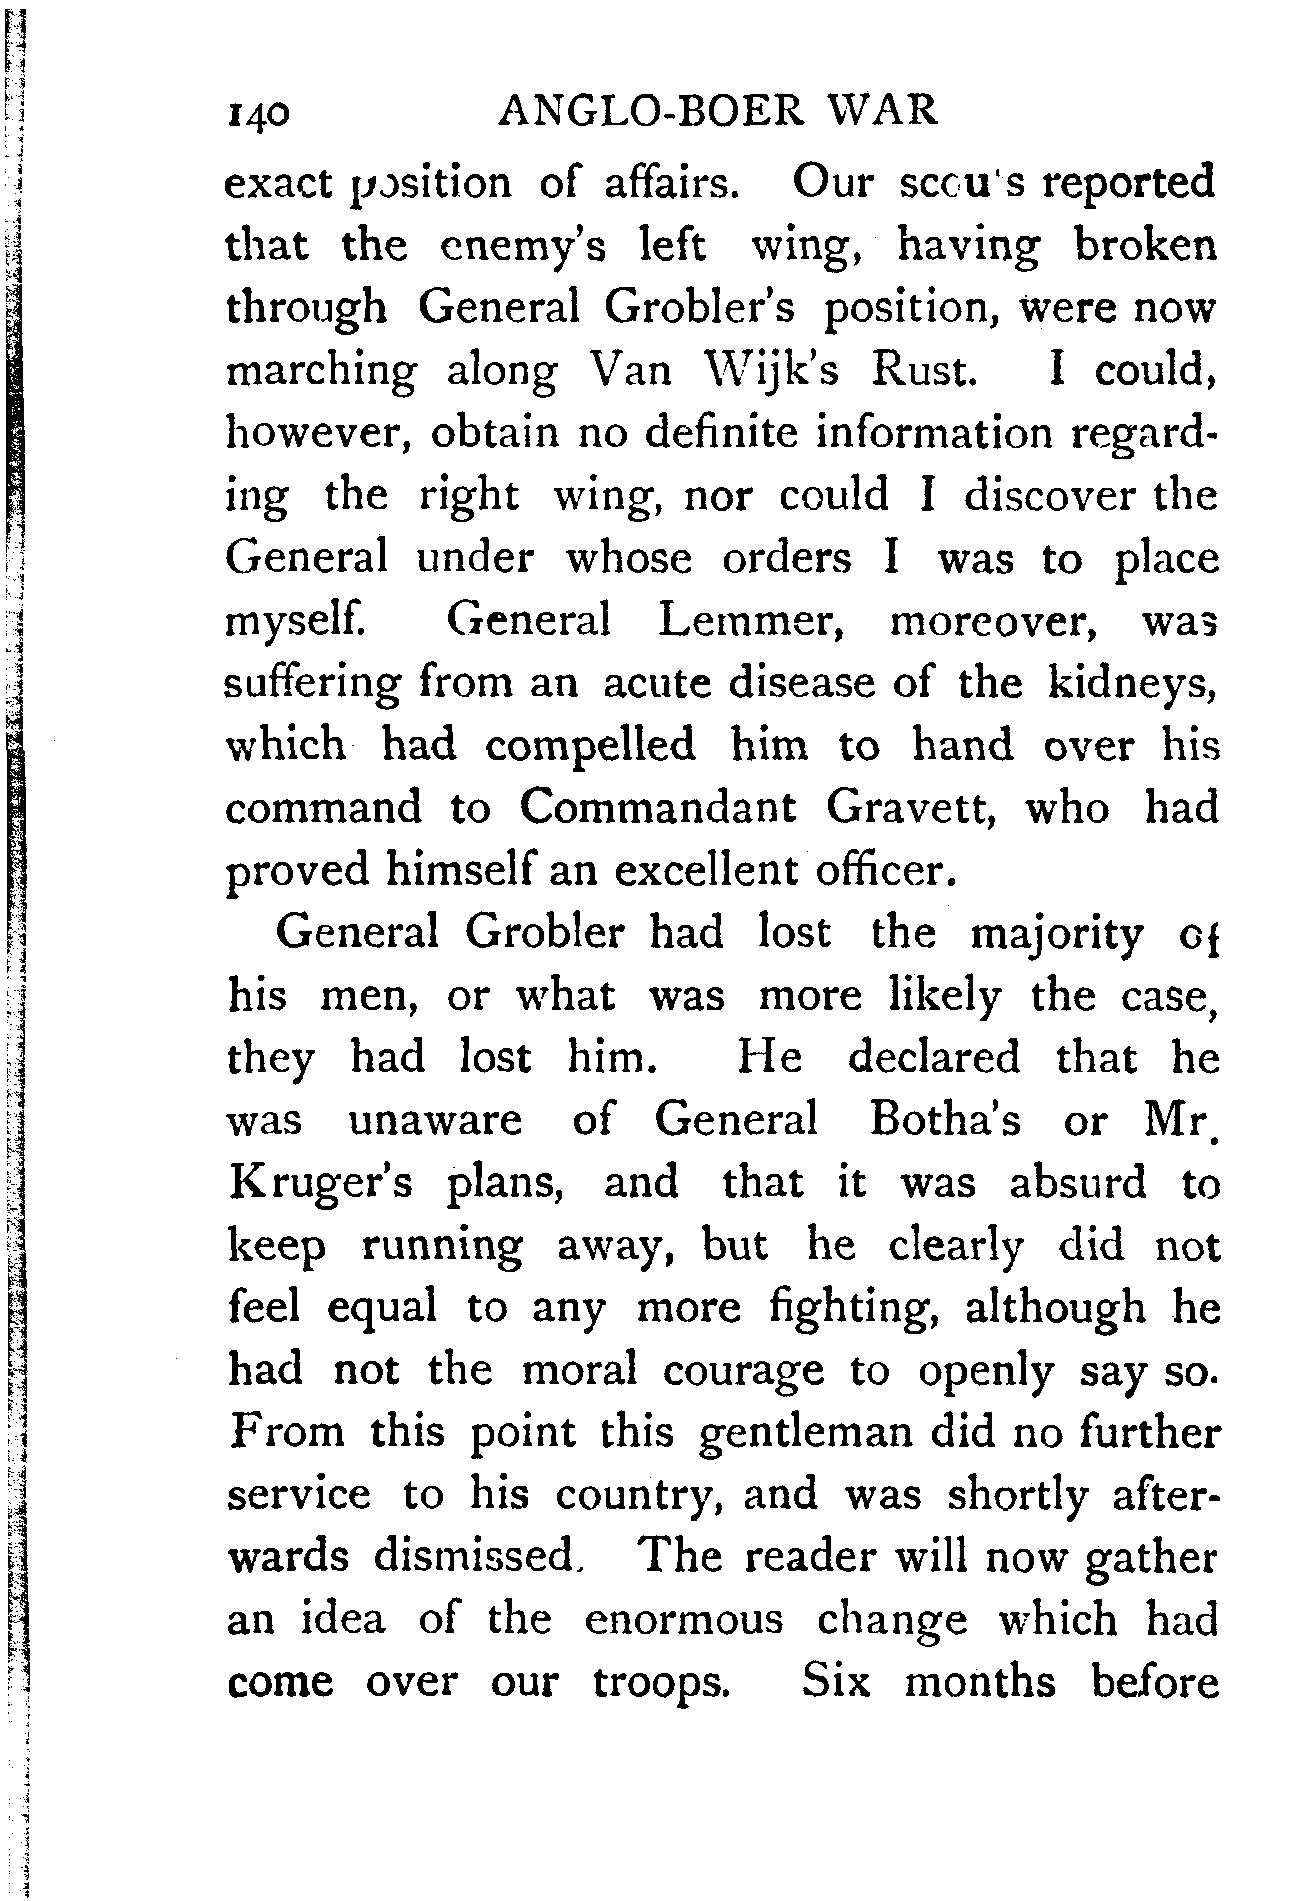 140 ANGLO-BOER WAR
exact position of affairs. Our scouts reported
that the enemy's left wing, having broken
through General Grobler's position, were now
marching along Van Wijk's Rust. I could,
however, obtain no definite information regard-
ing the right wing, nor could I discover the
General under whose orders I was to place
myself. General Lemmer, moreover, was
suffering from an acute disease of the kidneys,
which had compelled him to hand over his
command to Commandant Gravett, who had
proved himself an excellent officer.
General Grobler had lost the majority of
his men, or what was more likely the case,
they had lost him. He declared that he
was unaware of General Botha's or Mr.
Kruger's plans, and that it was absurd to
keep running away, but he clearly did not
feel equal to any more fighting, although he
had not the moral courage to openly say so.
From this point this gentleman did no further
service to his country, and was shortly after-
wards dismissed. The reader will now gather
an idea of the enormous change which had
come over our troops. Six months before